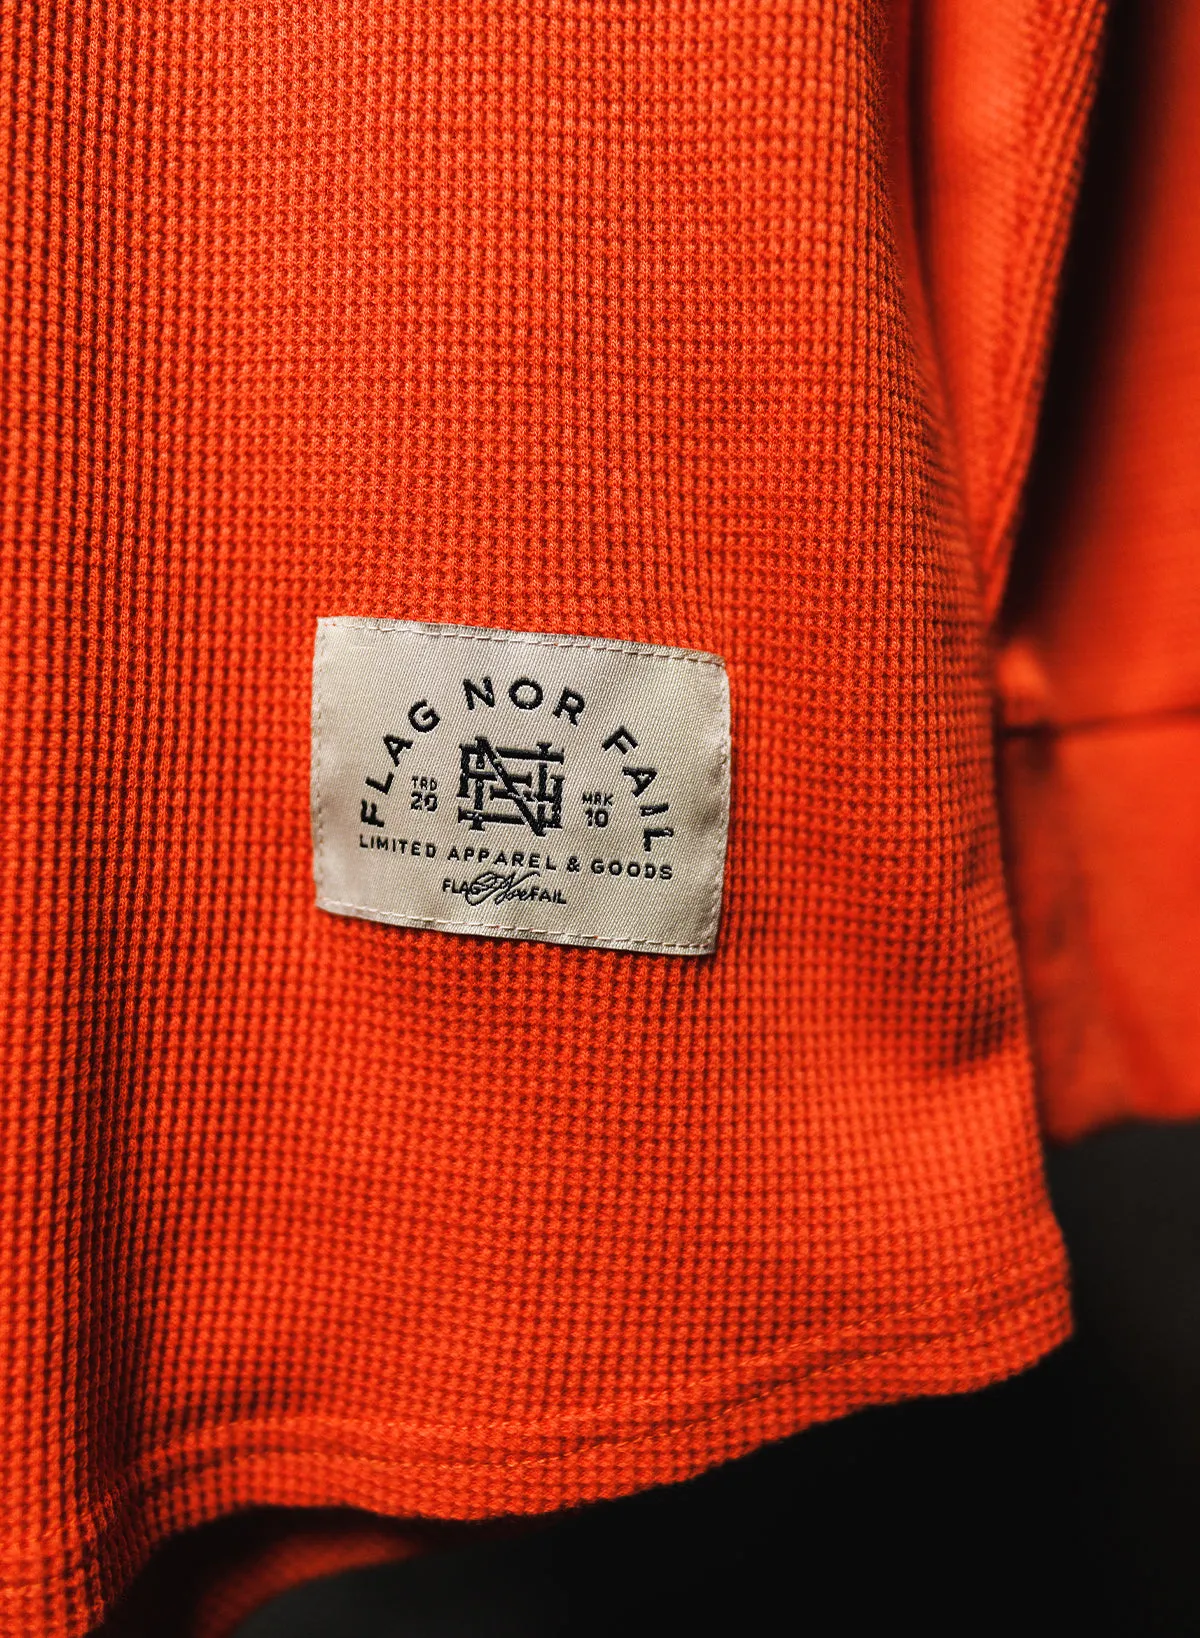 FLAG NOR FAIL
TRD
20
MRK
10
LIMITED APPAREL & GOODS
FLAG Nor FAIL